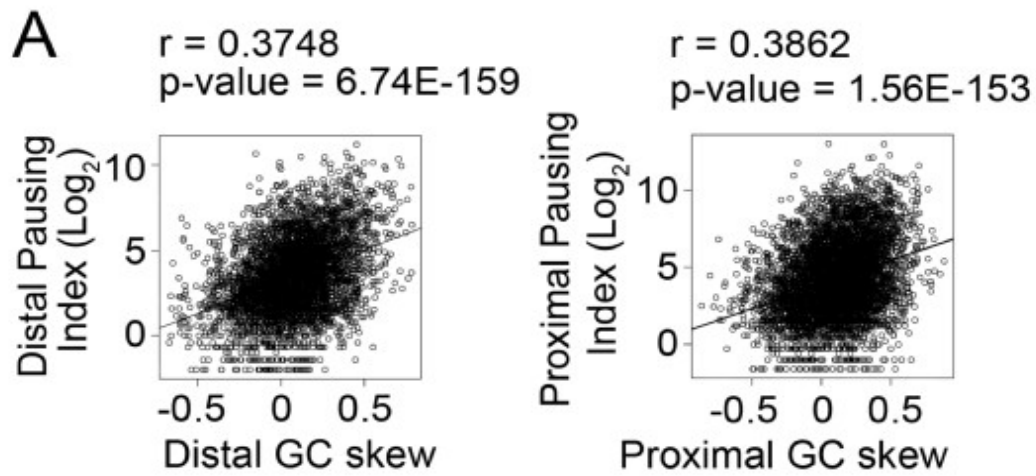 A
r = 0.3748
p-value = 6.74E-159
Distal Pausing
Index (Log2)
10
5
0
-0.5 0 0.5
Distal GC skew
r = 0.3862
p-value = 1.56E-153
Proximal Pausing
Index (Log2)
10
5
0
-0.5 0 0.5
Proximal GC skew